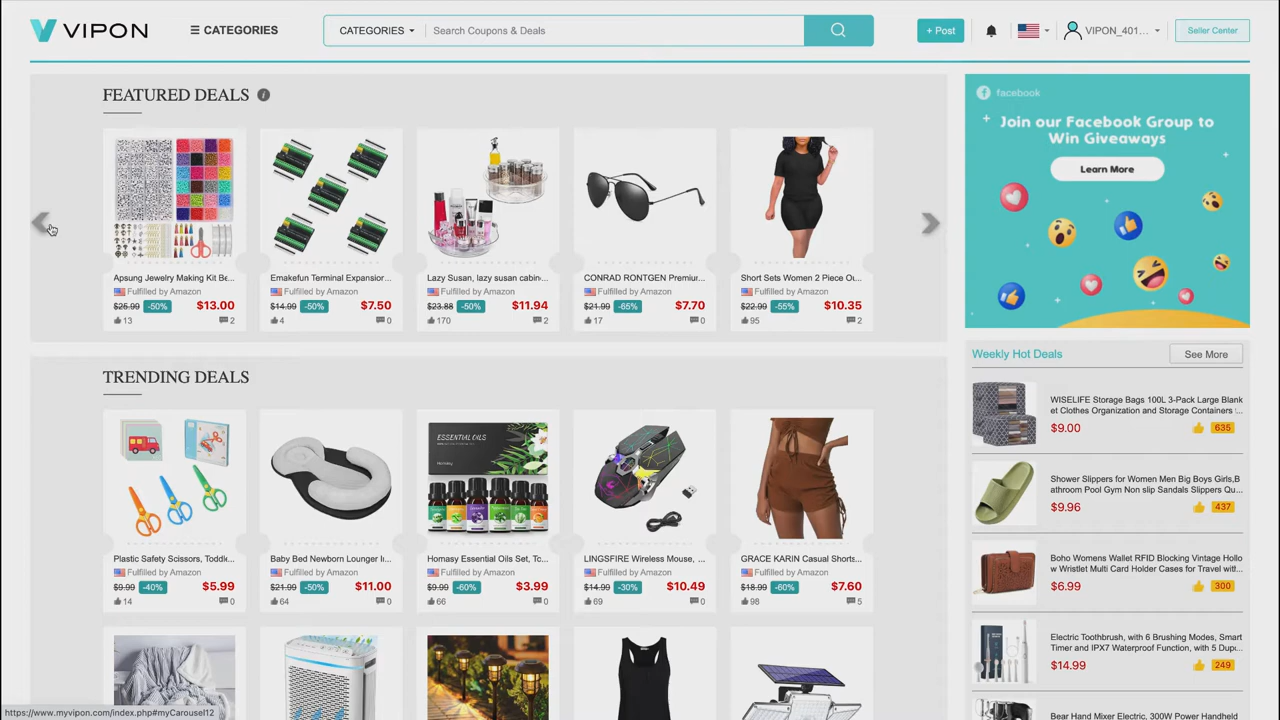 VIPON
☰ CATEGORIES
CATEGORIES
Search Coupons & Deals
+ Post
VIPON_401...
Seller Center
FEATURED DEALS
Apsung Jewelry Making Kit Be...
Fulfilled by Amazon
$26.99 -50% $13.00
13 2
Emakefun Terminal Expansior...
Fulfilled by Amazon
$14.99 -50% $7.50
4 0
Lazy Susan, lazy susan cabin...
Fulfilled by Amazon
$23.88 -50% $11.94
170 2
CONRAD RONTGEN Premiur...
Fulfilled by Amazon
$21.99 -65% $7.70
17 0
Short Sets Women 2 Piece Ou...
Fulfilled by Amazon
$22.99 -55% $10.35
95 2
facebook
Join our Facebook Group to
Win Giveaways
Learn More
TRENDING DEALS
Plastic Safety Scissors, Toddle...
Fulfilled by Amazon
$9.99 -40% $5.99
14 0
Baby Bed Newborn Lounger I...
Fulfilled by Amazon
$21.99 -50% $11.00
64 0
ESSENTIAL OILS
Homasy Essential Oils Set, Tc...
Fulfilled by Amazon
$9.99 -60% $3.99
66 0
LINGSFIRE Wireless Mouse, ...
Fulfilled by Amazon
$14.99 -30% $10.49
69 0
GRACE KARIN Casual Shorts...
Fulfilled by Amazon
$18.99 -60% $7.60
98 5
Weekly Hot Deals
See More
WISELIFE Storage Bags 100L 3-Pack Large Blank
et Clothes Organization and Storage Containers
$9.00 635
Shower Slippers for Women Men Big Boys Girls,B
athroom Pool Gym Non slip Sandals Slippers Qu...
$9.96 437
Boho Womens Wallet RFID Blocking Vintage Hollo
w Wristlet Multi Card Holder Cases for Travel with...
$6.99 300
Electric Toothbrush, with 6 Brushing Modes, Smart
Timer and IPX7 Waterproof Function, with 5 Dupo...
$14.99 249
Bear Hand Mixer Electric, 300W Power Handheld
https://www.myvipon.com/index.php#myCarousel12